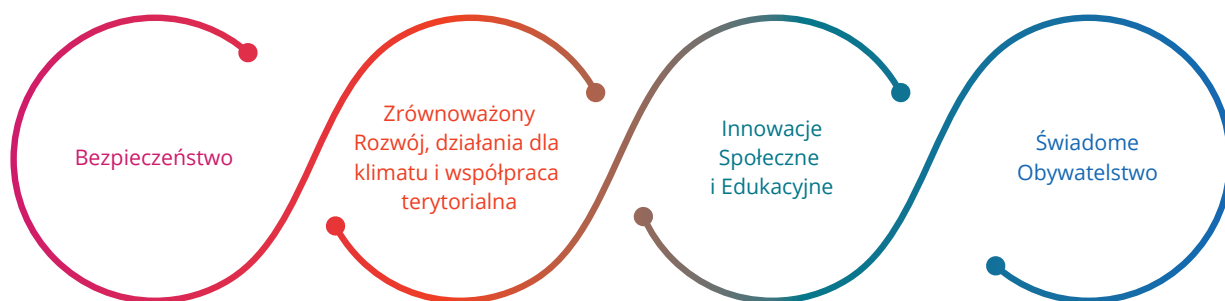 Bezpieczeństwo
Zrównoważony
Rozwój, działania dla
klimatu i współpraca
terytorialna
Innowacje
Społeczne
i Edukacyjne
Świadome
Obywatelstwo